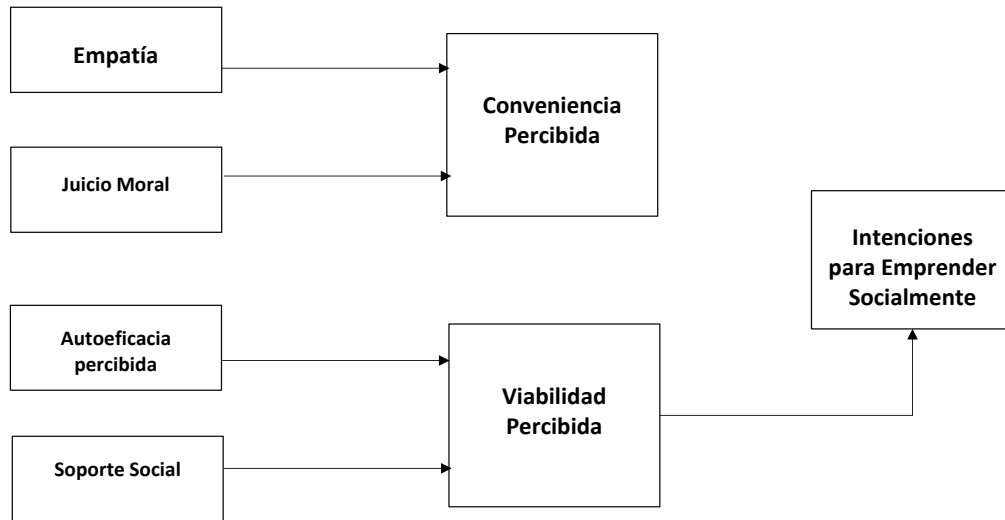 Empatía
Conveniencia
Percibida
Juicio Moral
Intenciones
para Emprender
Socialmente
Autoeficacia
percibida
Viabilidad
Percibida
Soporte Social